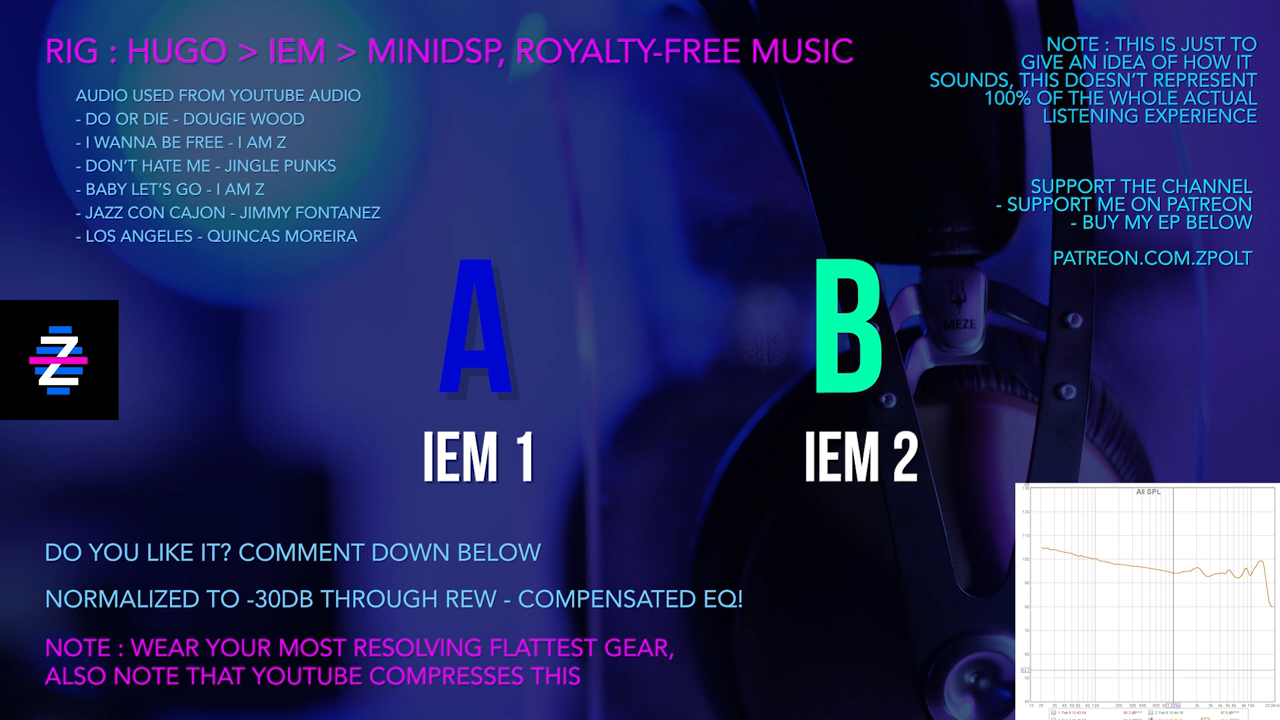 RIG : HUGO > IEM > MINIDSP, ROYALTY-FREE MUSIC
AUDIO USED FROM YOUTUBE AUDIO
- DO OR DIE - DOUGIE WOOD
- I WANNA BE FREE - I AM Z
- DON'T HATE ME - JINGLE PUNKS
- BABY LET'S GO - I AM Z
- JAZZ CON CAJON - JIMMY FONTANEZ
- LOS ANGELES - QUINCAS MOREIRA
NOTE : THIS IS JUST TO
GIVE AN IDEA OF HOW IT
SOUNDS, THIS DOESN'T REPRESENT
100% OF THE WHOLE ACTUAL
LISTENING EXPERIENCE
SUPPORT THE CHANNEL
- SUPPORT ME ON PATREON
- BUY MY EP BELOW
PATREON.COM.ZPOLT
A
B
MEZE
Z
IEM 1
IEM 2
All SPL
DO YOU LIKE IT? COMMENT DOWN BELOW
NORMALIZED TO -30DB THROUGH REW - COMPENSATED EQ!
NOTE : WEAR YOUR MOST RESOLVING FLATTEST GEAR,
ALSO NOTE THAT YOUTUBE COMPRESSES THIS